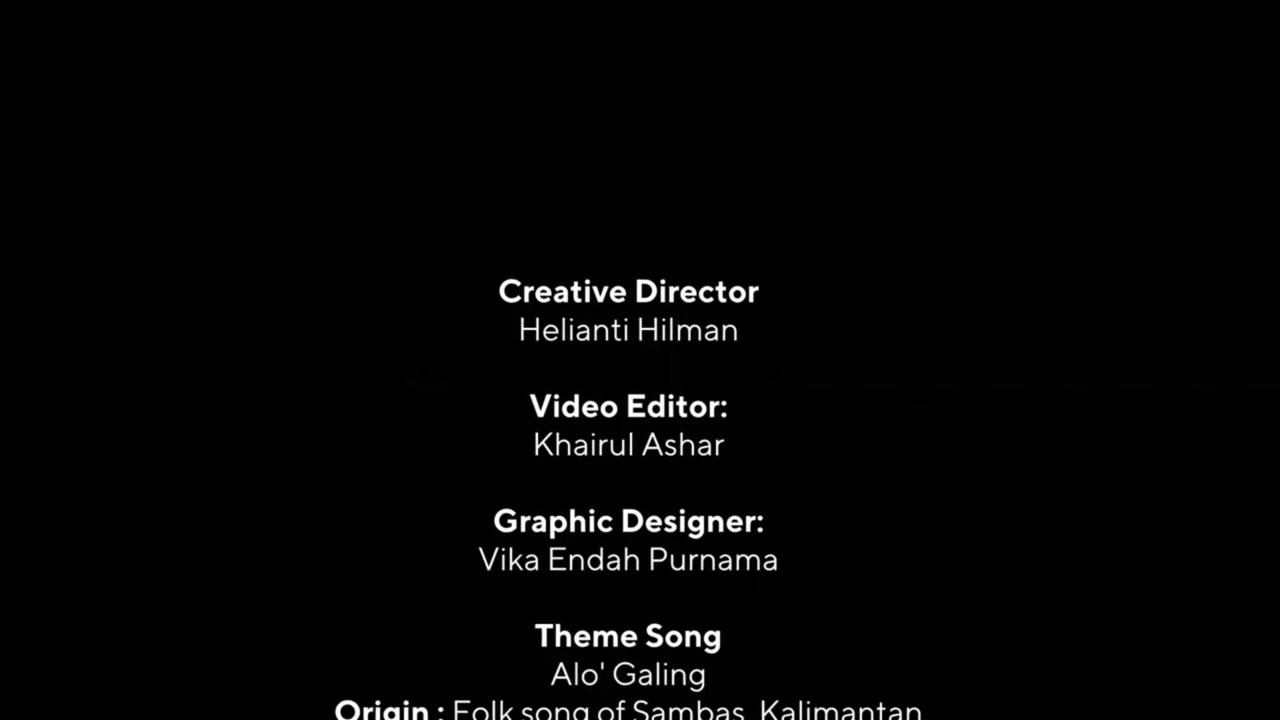 Creative Director
Helianti Hilman
Video Editor:
Khairul Ashar
Graphic Designer:
Vika Endah Purnama
Theme Song
Alo' Galing
Origin : Folk song of Sambas, Kalimantan